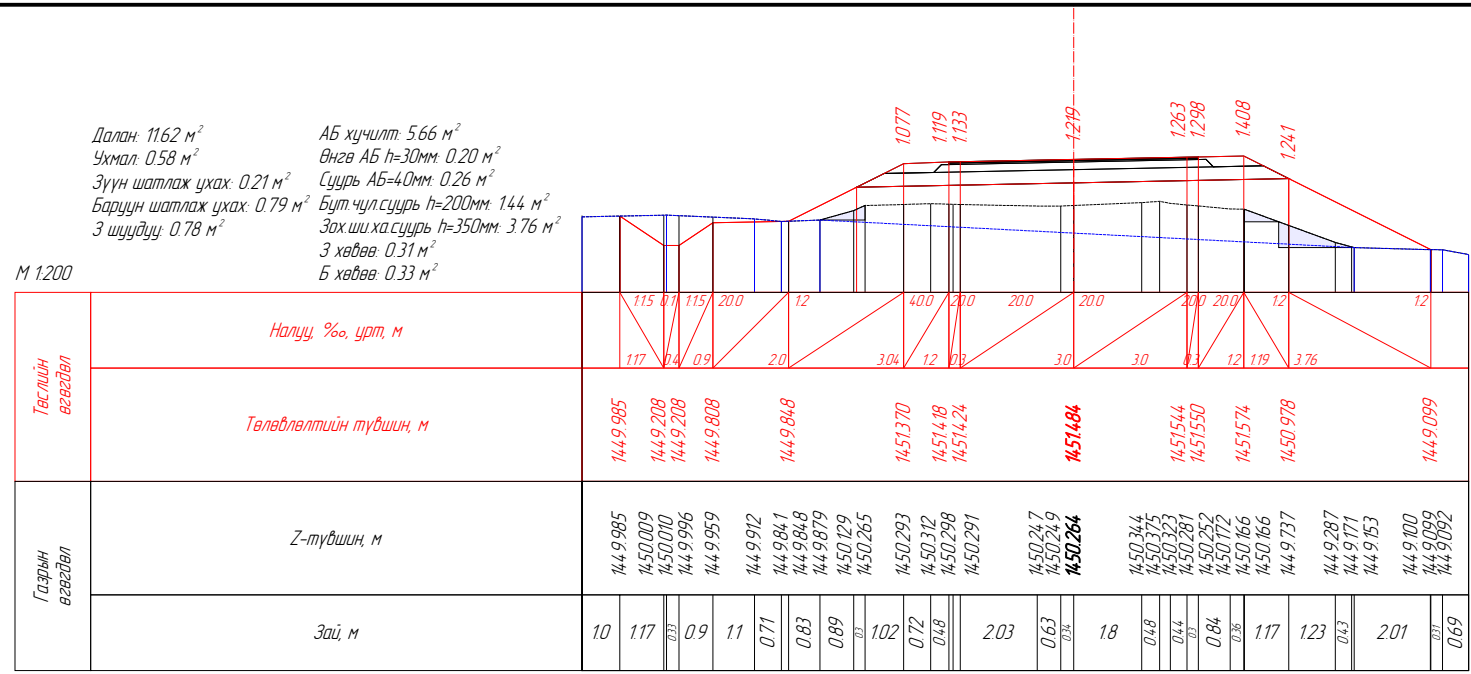 Далан: 11.62 м²
Ухмал: 0.58 м²
Зүүн шатлаж ухах: 0.21 м²
Баруун шатлаж ухах: 0.79 м²
З шуудуу: 0.78 м²
АБ хучилт: 5.66 м²
Өнгө АБ h=30мм: 0.20 м²
Суурь АБ=40мм: 0.26 м²
Бут.чул.суурь h=200мм: 1.44 м²
Зох.ши.ха.суурь h=350мм: 3.76 м²
З хөвөө: 0.31 м²
Б хөвөө: 0.33 м²
М 1:200
1.077 1.119 1.133 1.219 1.263 1.298 1.408 1.241
Төслийн өгөгдөл
Налуу, ‰, урт, м
1:1.5 0.1 1:1.5 20.0 1:2 40.0 20.0 20.0 20.0 20.0 20.0 1:2 1:2
1.17 0.4 0.9 2.0 3.04 1.2 0.3 3.0 3.0 0.3 1.2 1.19 3.76
Төлөвлөлтийн түвшин, м
1449.985 1449.208 1449.208 1449.808 1449.848 1451.370 1451.418 1451.424 1451.484 1451.544 1451.550 1451.574 1450.978 1449.099
Газрын өгөгдөл
Z-түвшин, м
1449.985 1450.009 1450.010 1449.996 1449.959 1449.912 1449.841 1449.848 1449.879 1450.129 1450.265 1450.293 1450.312 1450.298 1450.291 1450.247 1450.249 1450.264 1450.344 1450.375 1450.323 1450.281 1450.252 1450.172 1450.166 1450.166 1449.737 1449.287 1449.171 1449.153 1449.100 1449.099 1449.092
Зай, м
1.0 1.17 0.33 0.9 1.1 0.71 0.83 0.89 0.3 1.02 0.72 0.48 2.03 0.63 0.34 1.8 0.48 0.44 0.3 0.84 0.36 1.17 1.23 0.43 2.01 0.31 0.69